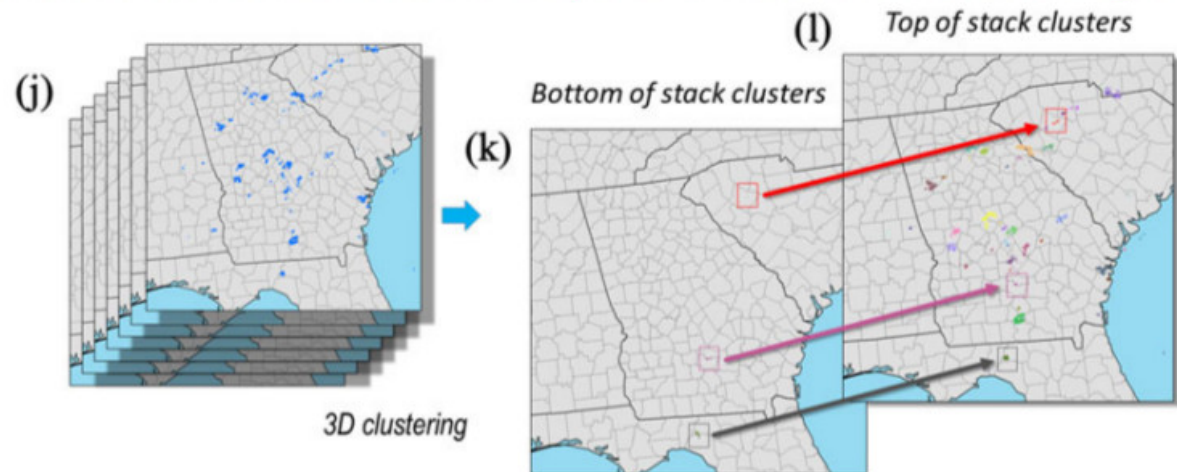 (j)
3D clustering
(k)
Bottom of stack clusters
(l)
Top of stack clusters